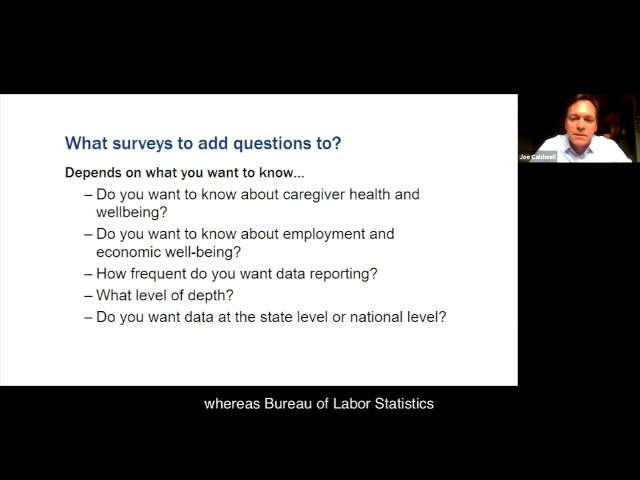 What surveys to add questions to?
Depends on what you want to know...
– Do you want to know about caregiver health and
wellbeing?
– Do you want to know about employment and
economic well-being?
– How frequent do you want data reporting?
– What level of depth?
– Do you want data at the state level or national level?
Joe Caldwell
whereas Bureau of Labor Statistics